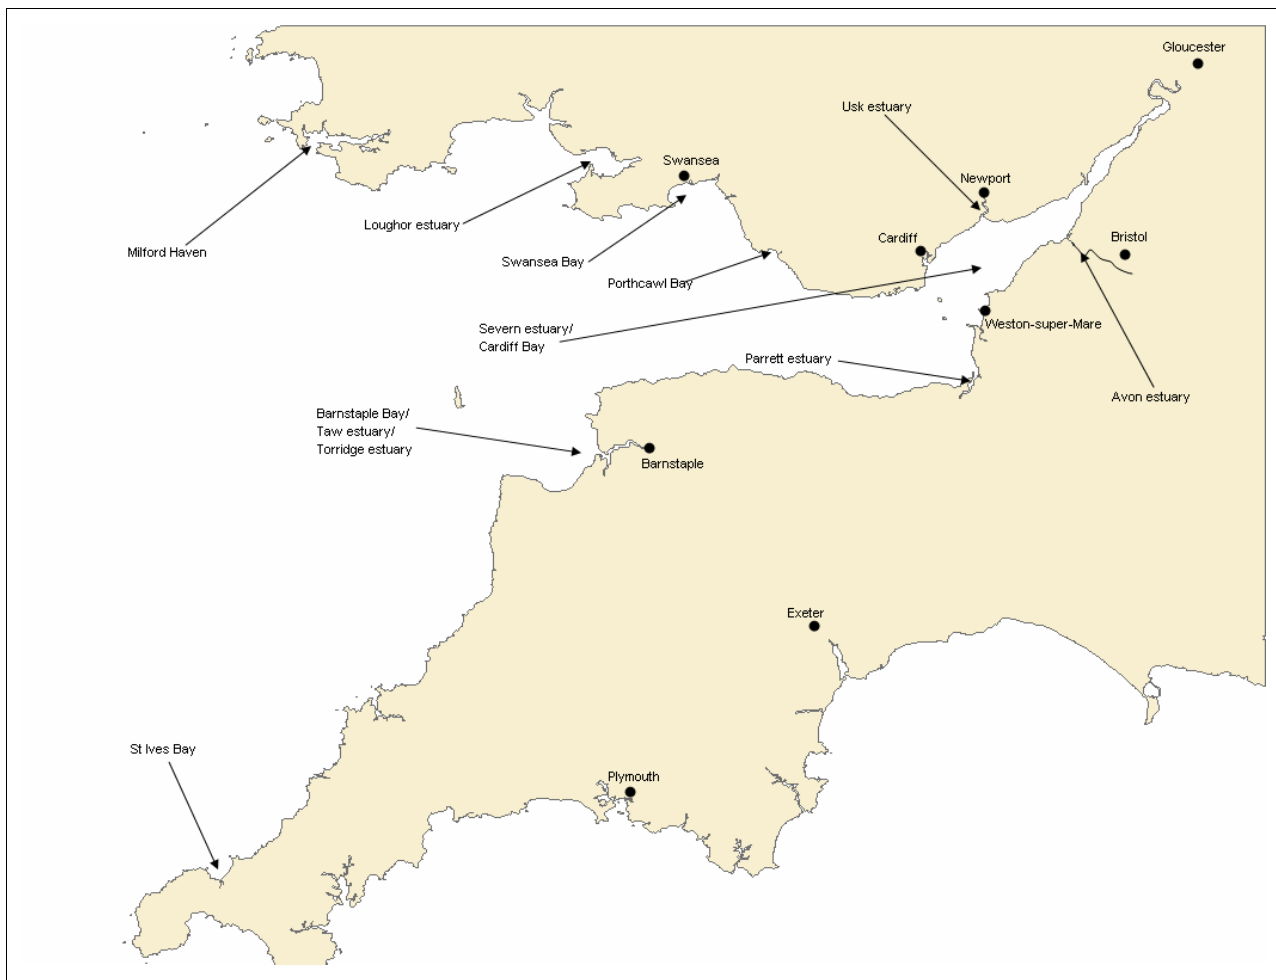 Gloucester
Usk estuary
Swansea
Newport
Loughor estuary
Milford Haven
Cardiff
Bristol
Swansea Bay
Porthcawl Bay
Severn estuary/
Cardiff Bay
Weston-super-Mare
Parrett estuary
Avon estuary
Barnstaple Bay/
Taw estuary/
Torridge estuary
Barnstaple
Exeter
St Ives Bay
Plymouth